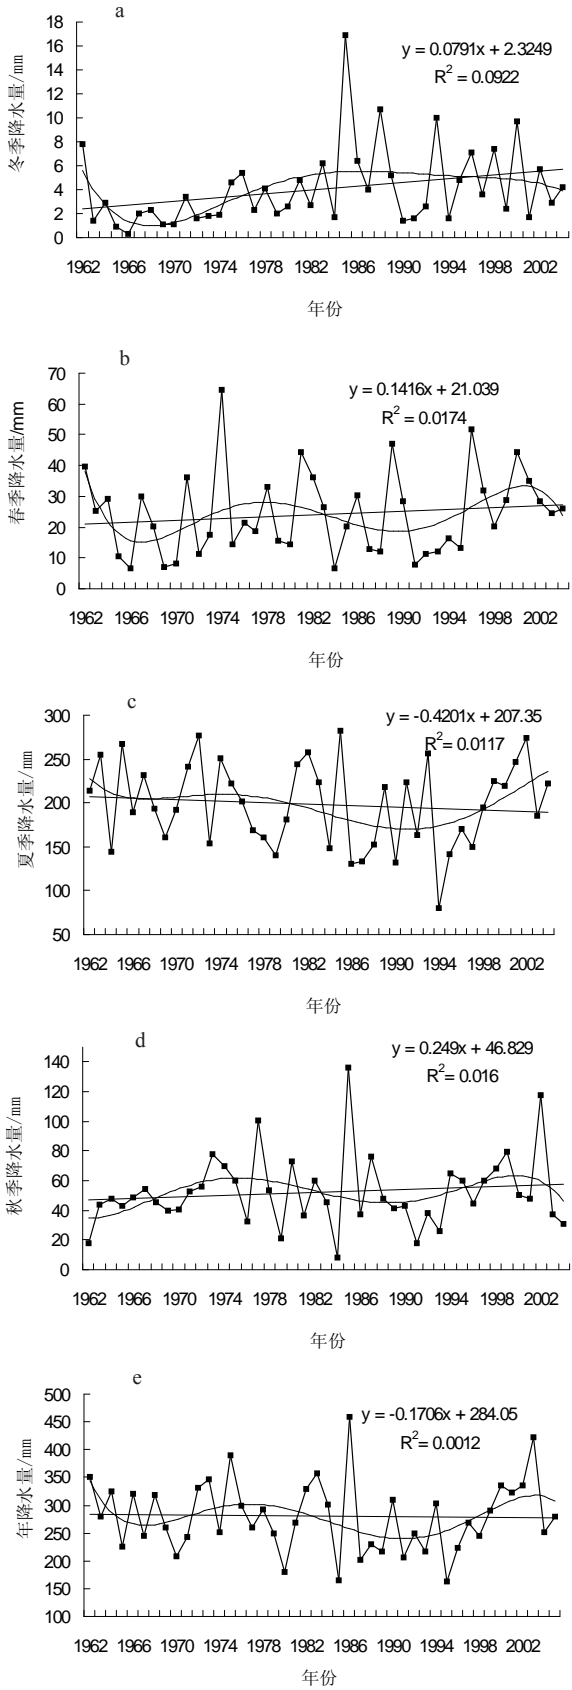 a
y = 0.0791x + 2.3249
R² = 0.0922
冬季降水量/mm
18
16
14
12
10
8
6
4
2
0
1962 1966 1970 1974 1978 1982 1986 1990 1994 1998 2002
年份
b
y = 0.1416x + 21.039
R² = 0.0174
春季降水量/mm
70
60
50
40
30
20
10
0
1962 1966 1970 1974 1978 1982 1986 1990 1994 1998 2002
年份
c
y = -0.4201x + 207.35
R² = 0.0117
夏季降水量/mm
300
250
200
150
100
50
1962 1966 1970 1974 1978 1982 1986 1990 1994 1998 2002
年份
d
y = 0.249x + 46.829
R² = 0.016
秋季降水量/mm
140
120
100
80
60
40
20
0
1962 1966 1970 1974 1978 1982 1986 1990 1994 1998 2002
年份
e
y = -0.1706x + 284.05
R² = 0.0012
年降水量/mm
500
450
400
350
300
250
200
150
100
1962 1966 1970 1974 1978 1982 1986 1990 1994 1998 2002
年份